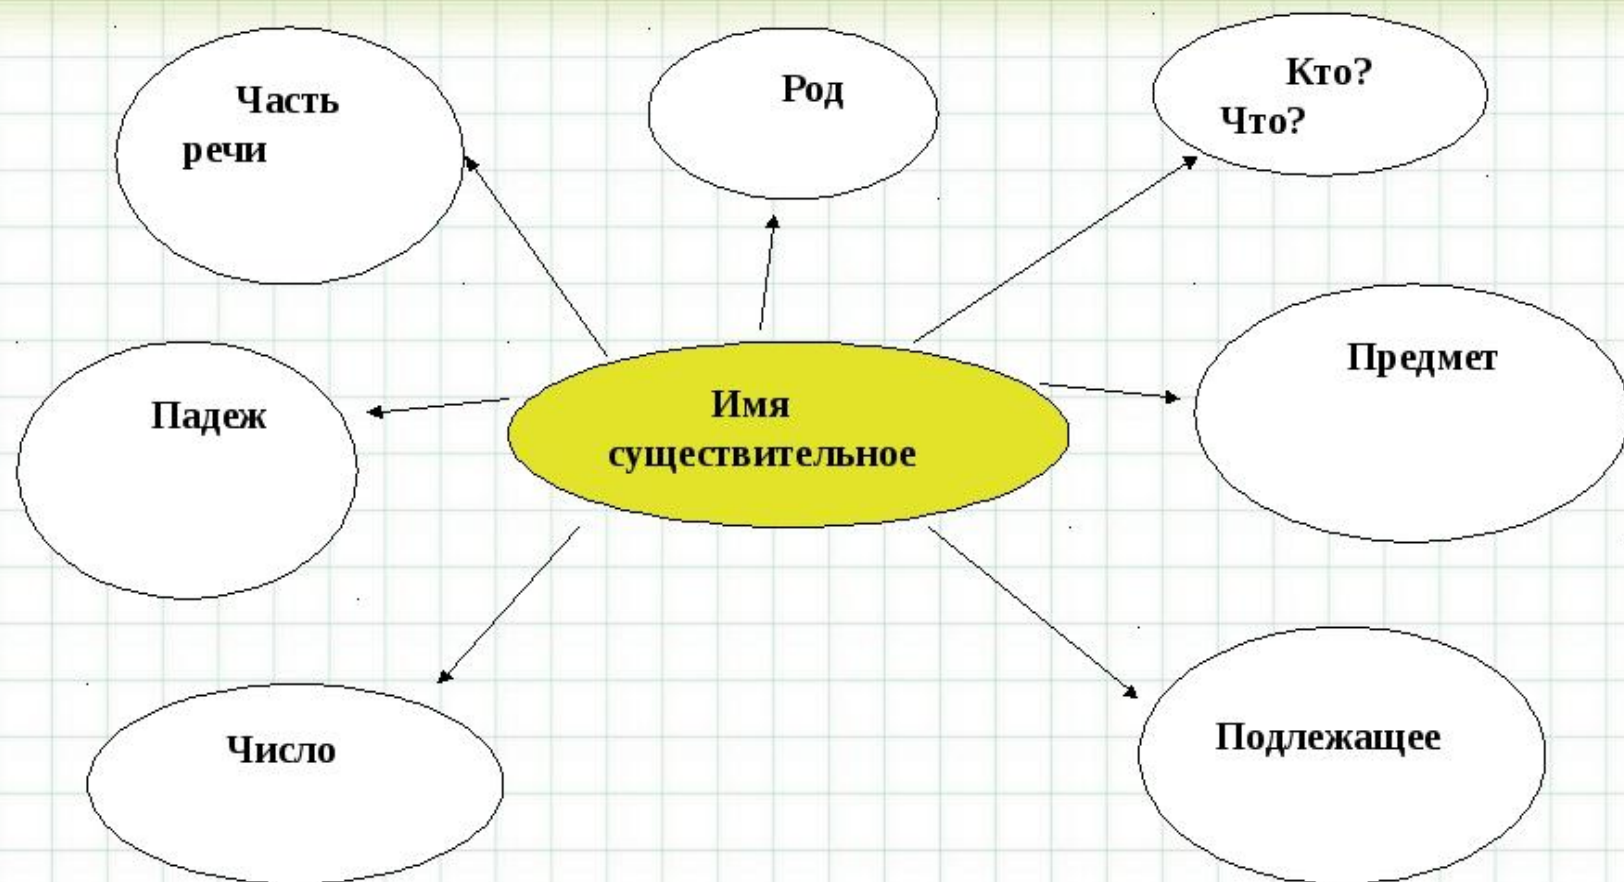 Часть
речи
Род
Кто?
Что?
Падеж
Имя
существительное
Предмет
Число
Подлежащее